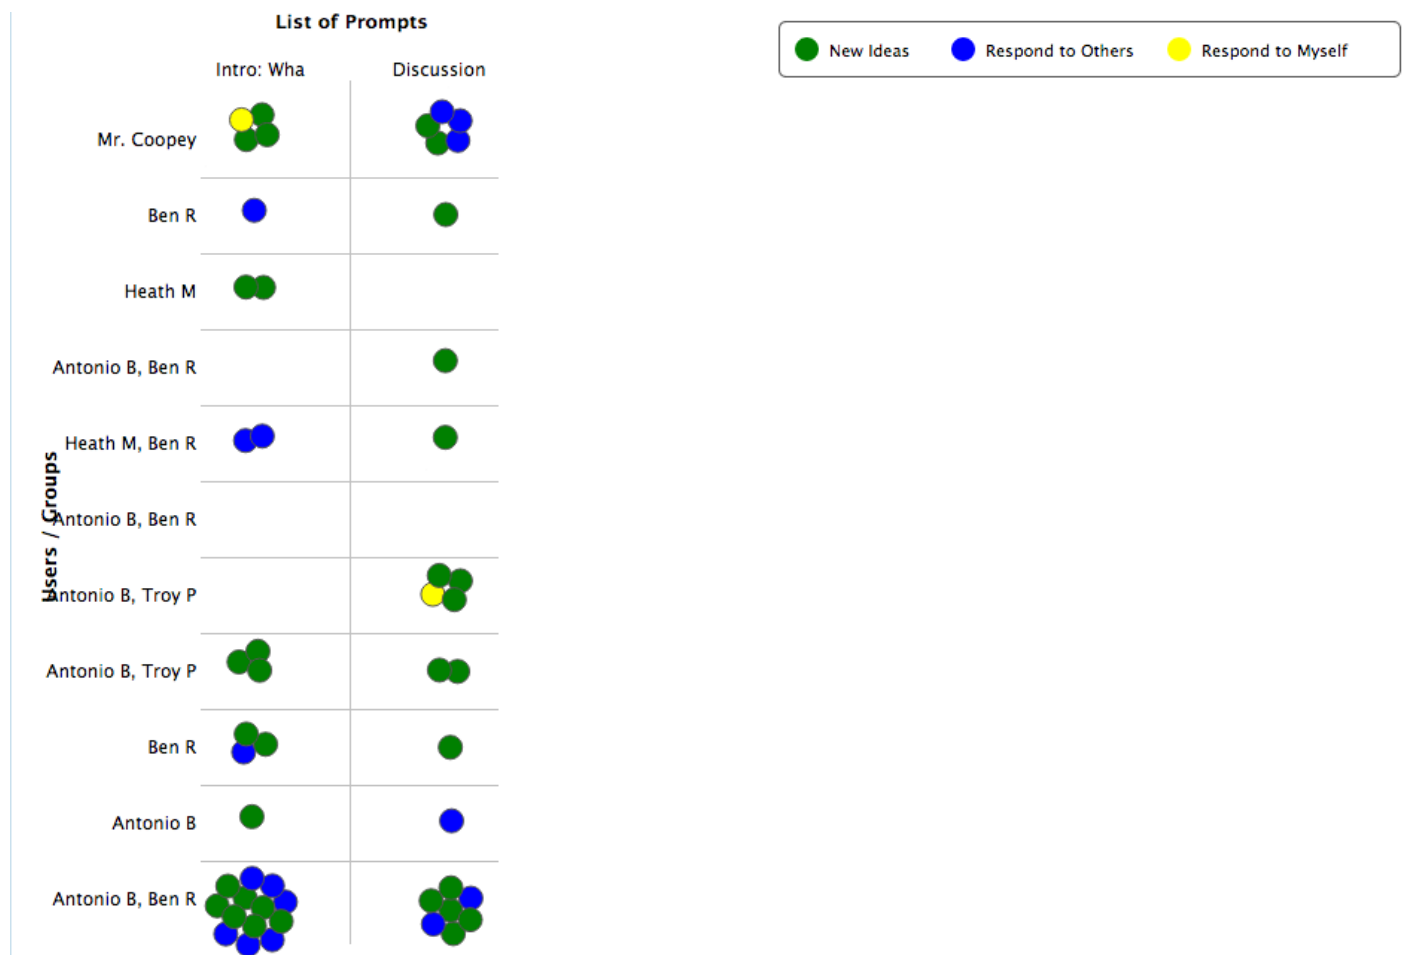 List of Prompts
New Ideas Respond to Others Respond to Myself
Intro: Wha Discussion
Mr. Coopey
Ben R
Heath M
Antonio B, Ben R
Heath M, Ben R
Users / Groups
Antonio B, Ben R
Antonio B, Troy P
Antonio B, Troy P
Ben R
Antonio B
Antonio B, Ben R